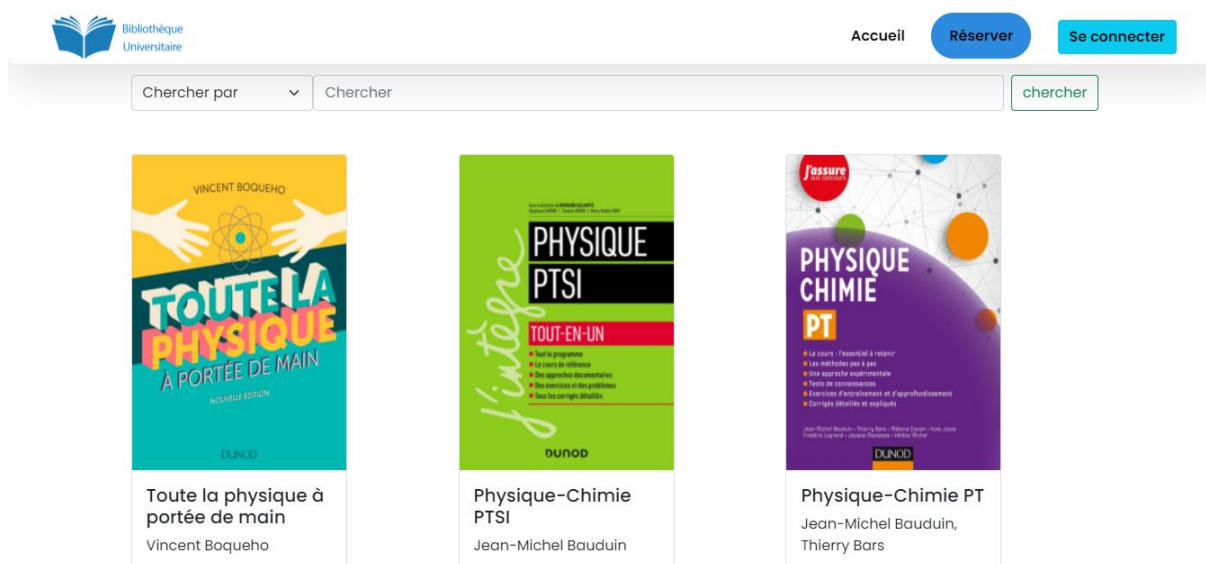 Bibliothèque
Universitaire
Accueil
Réserver
Se connecter
Chercher par
Chercher
chercher
VINCENT BOQUEHO
TOUTE LA
PHYSIQUE
À PORTÉE DE MAIN
NOUVELLE ÉDITION
DUNOD
Toute la physique à
portée de main
Vincent Boqueho
j'intègre
PHYSIQUE
PTSI
TOUT-EN-UN
Tout le programme
Le cours de référence
Des approches documentaires
Des exercices et des problèmes
Tous les corrigés détaillés
DUNOD
Physique-Chimie
PTSI
Jean-Michel Bauduin
J'assure
aux concours
PHYSIQUE
CHIMIE
PT
Le cours : l'essentiel à retenir
Les méthodes pas à pas
Une approche expérimentale
Tests de connaissances
Exercices d'entraînement et d'approfondissement
Corrigés détaillés et expliqués
DUNOD
Physique-Chimie PT
Jean-Michel Bauduin,
Thierry Bars